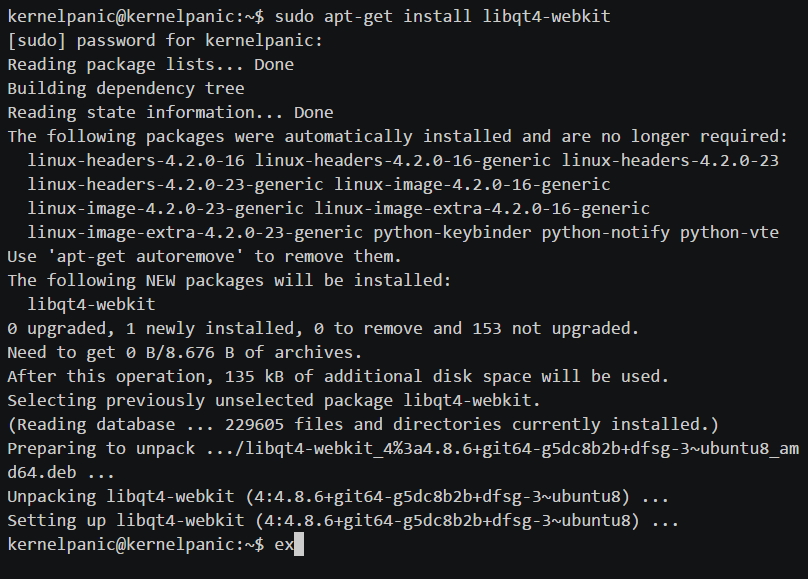 kernelpanic@kernelpanic:~$ sudo apt-get install libqt4-webkit
[sudo] password for kernelpanic:
Reading package lists... Done
Building dependency tree
Reading state information... Done
The following packages were automatically installed and are no longer required:
  linux-headers-4.2.0-16 linux-headers-4.2.0-16-generic linux-headers-4.2.0-23
  linux-headers-4.2.0-23-generic linux-image-4.2.0-16-generic
  linux-image-4.2.0-23-generic linux-image-extra-4.2.0-16-generic
  linux-image-extra-4.2.0-23-generic python-keybinder python-notify python-vte
Use 'apt-get autoremove' to remove them.
The following NEW packages will be installed:
  libqt4-webkit
0 upgraded, 1 newly installed, 0 to remove and 153 not upgraded.
Need to get 0 B/8.676 B of archives.
After this operation, 135 kB of additional disk space will be used.
Selecting previously unselected package libqt4-webkit.
(Reading database ... 229605 files and directories currently installed.)
Preparing to unpack .../libqt4-webkit_4%3a4.8.6+git64-g5dc8b2b+dfsg-3~ubuntu8_am
d64.deb ...
Unpacking libqt4-webkit (4:4.8.6+git64-g5dc8b2b+dfsg-3~ubuntu8) ...
Setting up libqt4-webkit (4:4.8.6+git64-g5dc8b2b+dfsg-3~ubuntu8) ...
kernelpanic@kernelpanic:~$ ex